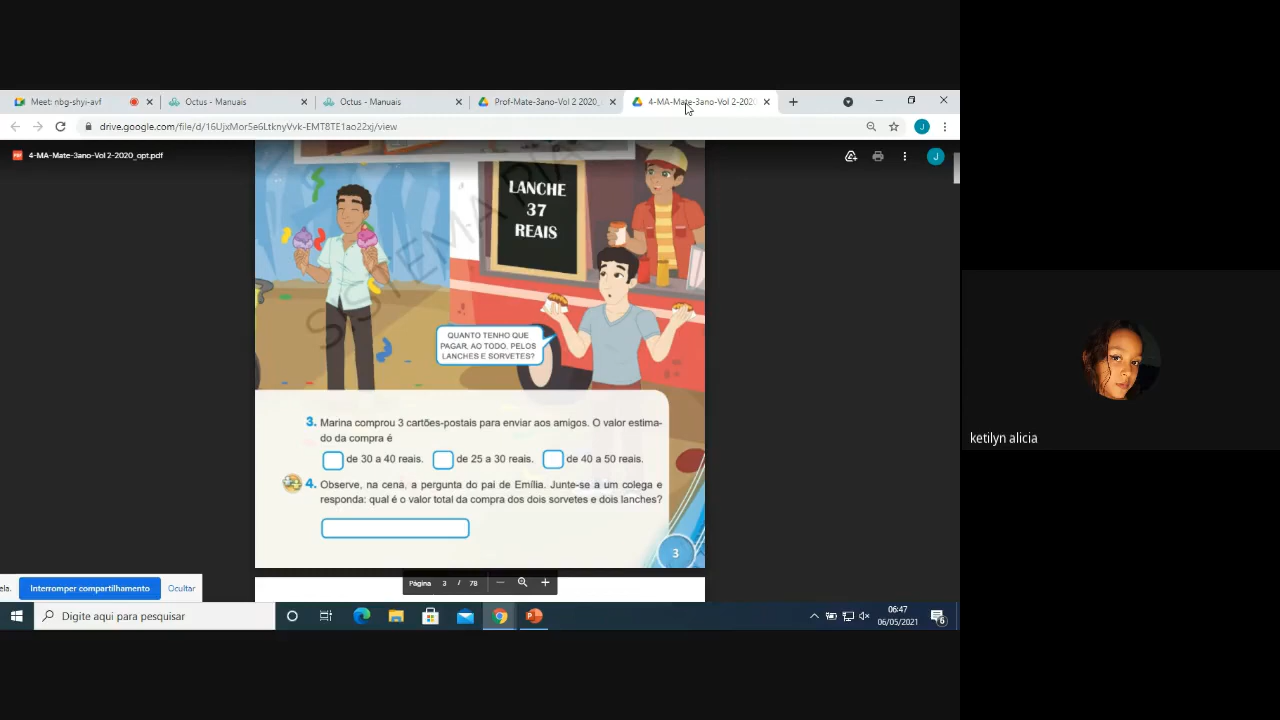 Meet: nbg-shyi-avf
Octus - Manuais
Octus - Manuais
Prof-Mate-3ano-Vol 2 2020_
4-MA-Mate-3ano-Vol 2-2020
drive.google.com/file/d/16UjxMor5e6LtknyVvk-EMT8TE1ao22xj/view
J
4-MA-Mate-3ano-Vol 2-2020_opt.pdf
J
SISTEMA
LANCHE
37
REAIS
QUANTO TENHO QUE
PAGAR, AO TODO, PELOS
LANCHES E SORVETES?
3. Marina comprou 3 cartões-postais para enviar aos amigos. O valor estima-
do da compra é
de 30 a 40 reais. de 25 a 30 reais. de 40 a 50 reais.
4. Observe, na cena, a pergunta do pai de Emília. Junte-se a um colega e
responda: qual é o valor total da compra dos dois sorvetes e dois lanches?
3
ela. Interromper compartilhamento Ocultar
Página 3 / 78
Digite aqui para pesquisar
06:47
06/05/2021
6
ketilyn alicia